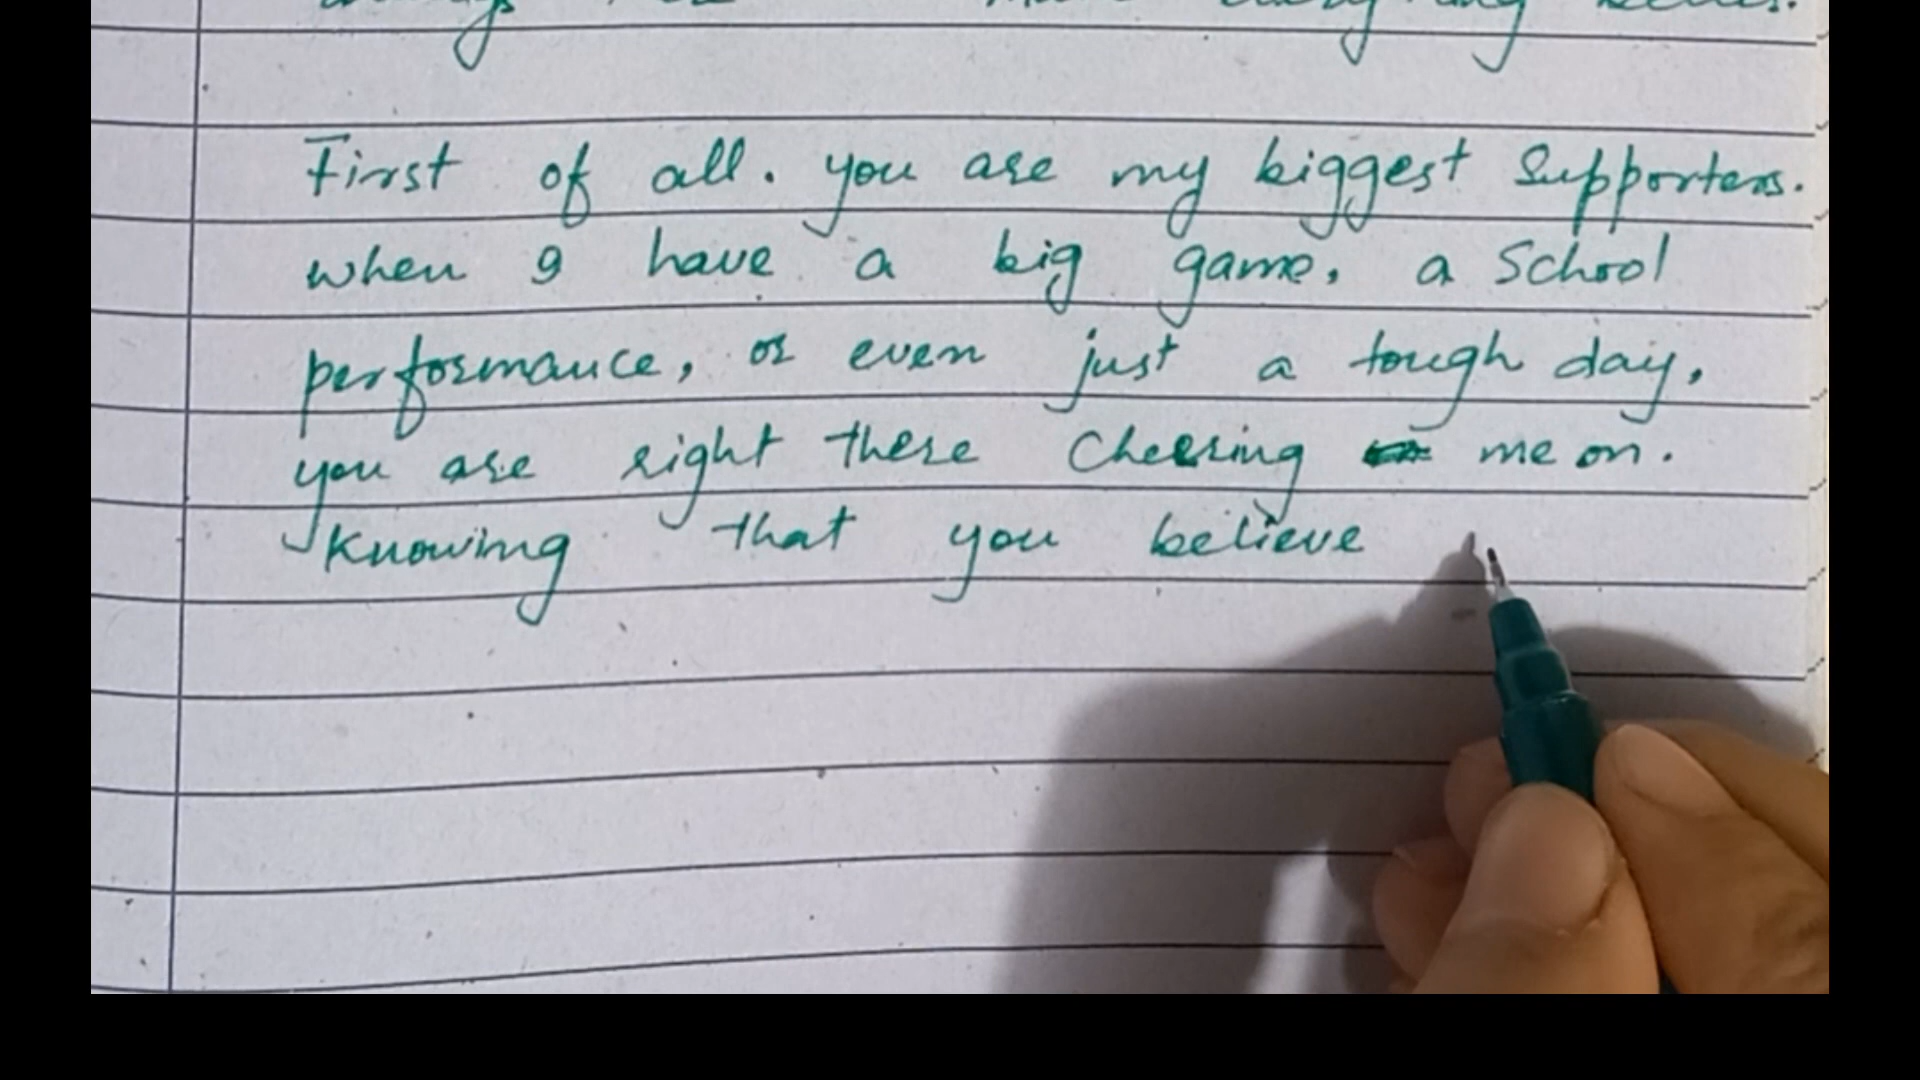 First of all. you are my biggest Supporters.
when I have a big game, a School
performance, or even just a tough day,
you are right there Cheering me on.
Knowing that you believe